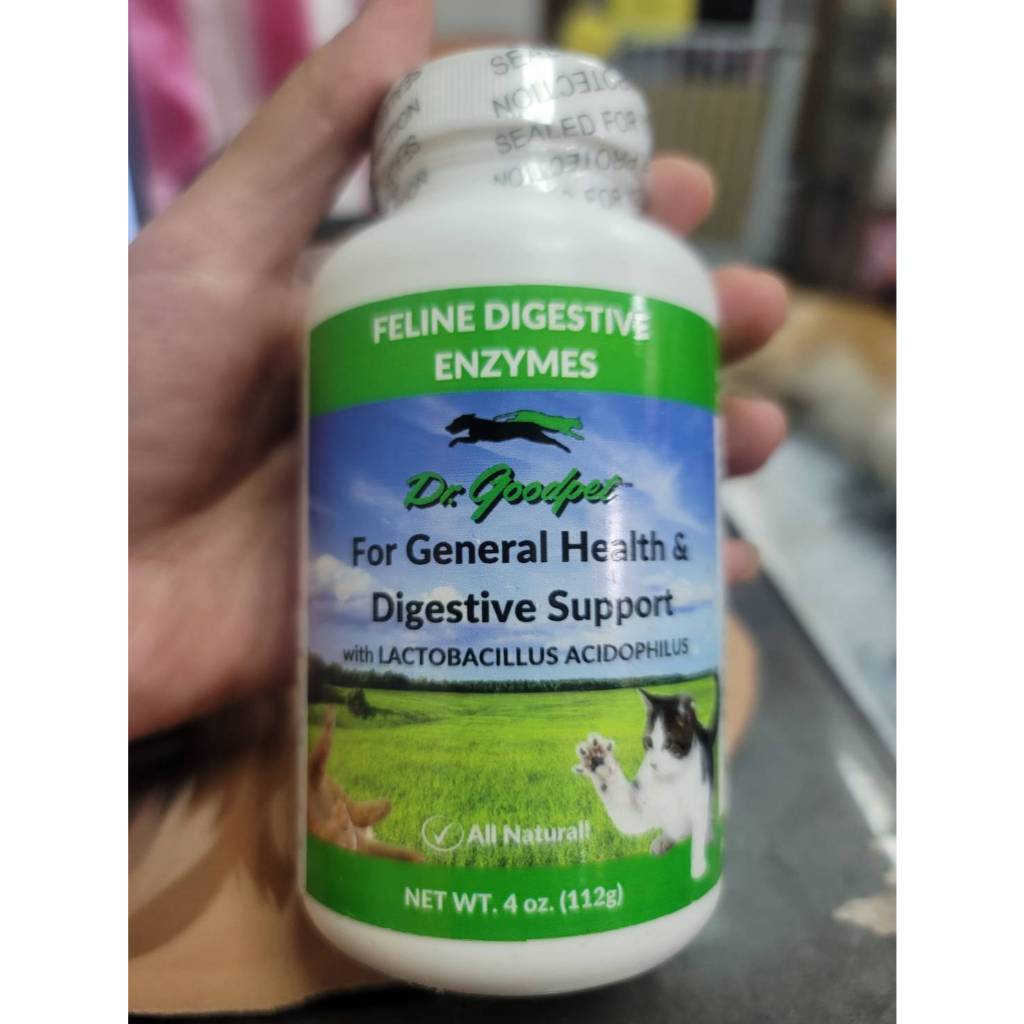 SEALED FOR
PROTECTION
FELINE DIGESTIVE
ENZYMES
Dr. Goodpet
For General Health &
Digestive Support
with LACTOBACILLUS ACIDOPHILUS
All Natural!
NET WT. 4 oz. (112g)